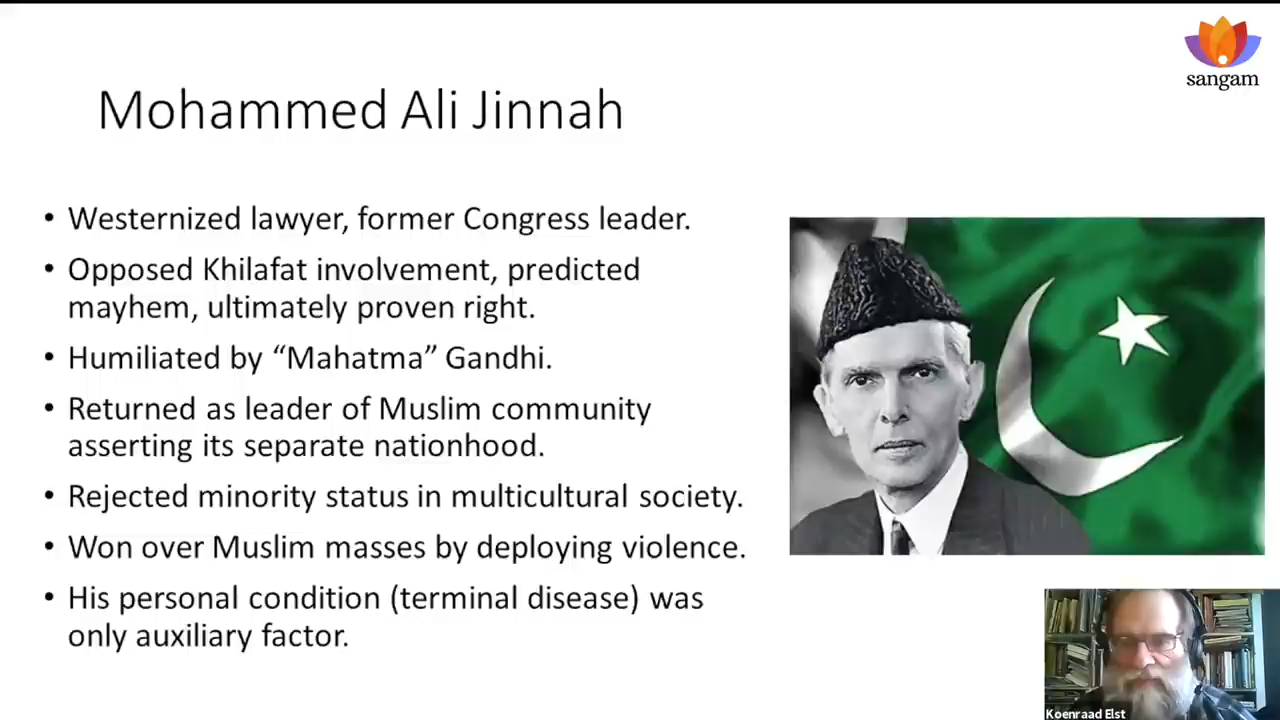 sangam
Mohammed Ali Jinnah
• Westernized lawyer, former Congress leader.
• Opposed Khilafat involvement, predicted
mayhem, ultimately proven right.
• Humiliated by “Mahatma” Gandhi.
• Returned as leader of Muslim community
asserting its separate nationhood.
• Rejected minority status in multicultural society.
• Won over Muslim masses by deploying violence.
• His personal condition (terminal disease) was
only auxiliary factor.
Koenraad Elst